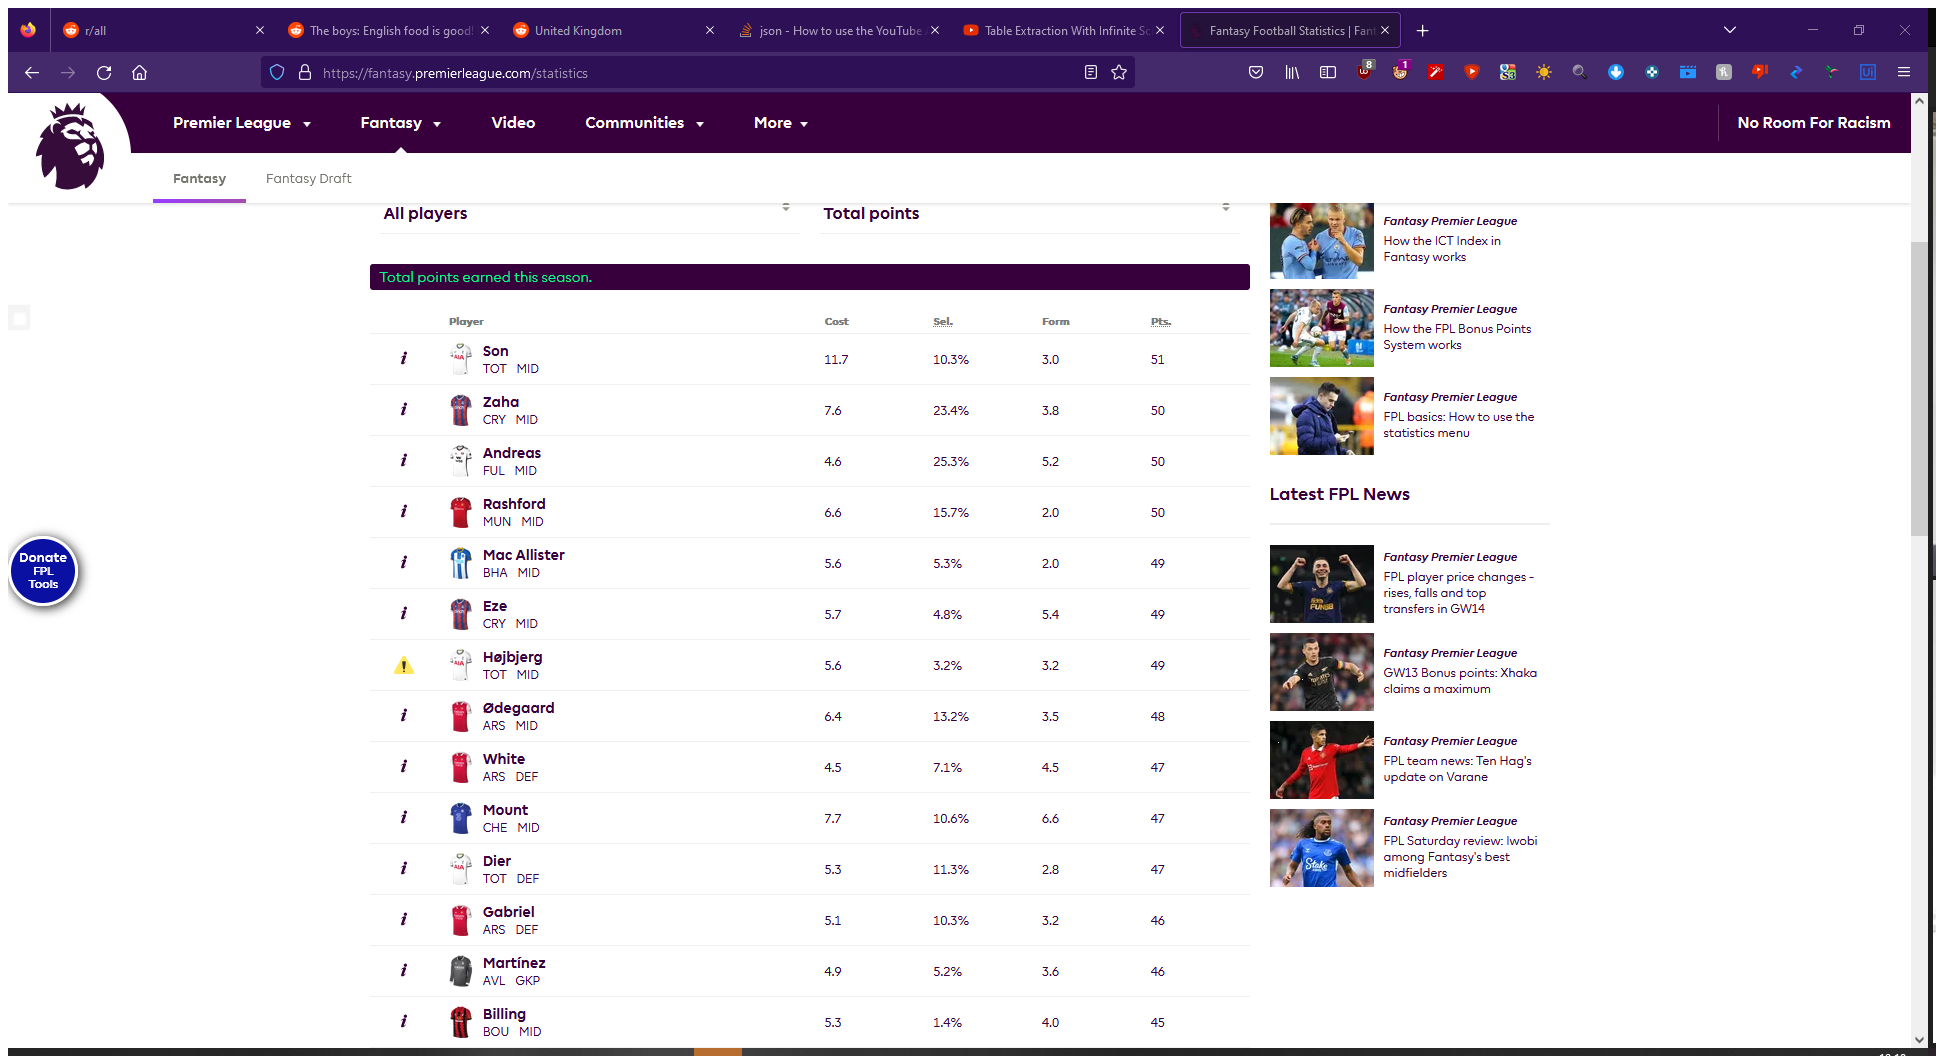 r/all
The boys: English food is good!
United Kingdom
json - How to use the YouTube
Table Extraction With Infinite Sc
Fantasy Football Statistics | Fant
https://fantasy.premierleague.com/statistics
8
1
Premier League
Fantasy
Video
Communities
More
No Room For Racism
Fantasy
Fantasy Draft
All players
Total points
Total points earned this season.
Player Cost Sel. Form Pts.
i Son 11.7 10.3% 3.0 51
TOT MID
i Zaha 7.6 23.4% 3.8 50
CRY MID
i Andreas 4.6 25.3% 5.2 50
FUL MID
i Rashford 6.6 15.7% 2.0 50
MUN MID
i Mac Allister 5.6 5.3% 2.0 49
BHA MID
i Eze 5.7 4.8% 5.4 49
CRY MID
Højbjerg 5.6 3.2% 3.2 49
TOT MID
i Ødegaard 6.4 13.2% 3.5 48
ARS MID
i White 4.5 7.1% 4.5 47
ARS DEF
i Mount 7.7 10.6% 6.6 47
CHE MID
i Dier 5.3 11.3% 2.8 47
TOT DEF
i Gabriel 5.1 10.3% 3.2 46
ARS DEF
i Martínez 4.9 5.2% 3.6 46
AVL GKP
i Billing 5.3 1.4% 4.0 45
BOU MID
Donate
FPL
Tools
Fantasy Premier League
How the ICT Index in
Fantasy works
Fantasy Premier League
How the FPL Bonus Points
System works
Fantasy Premier League
FPL basics: How to use the
statistics menu
Latest FPL News
Fantasy Premier League
FPL player price changes -
rises, falls and top
transfers in GW14
Fantasy Premier League
GW13 Bonus points: Xhaka
claims a maximum
Fantasy Premier League
FPL team news: Ten Hag's
update on Varane
Fantasy Premier League
FPL Saturday review: Iwobi
among Fantasy's best
midfielders